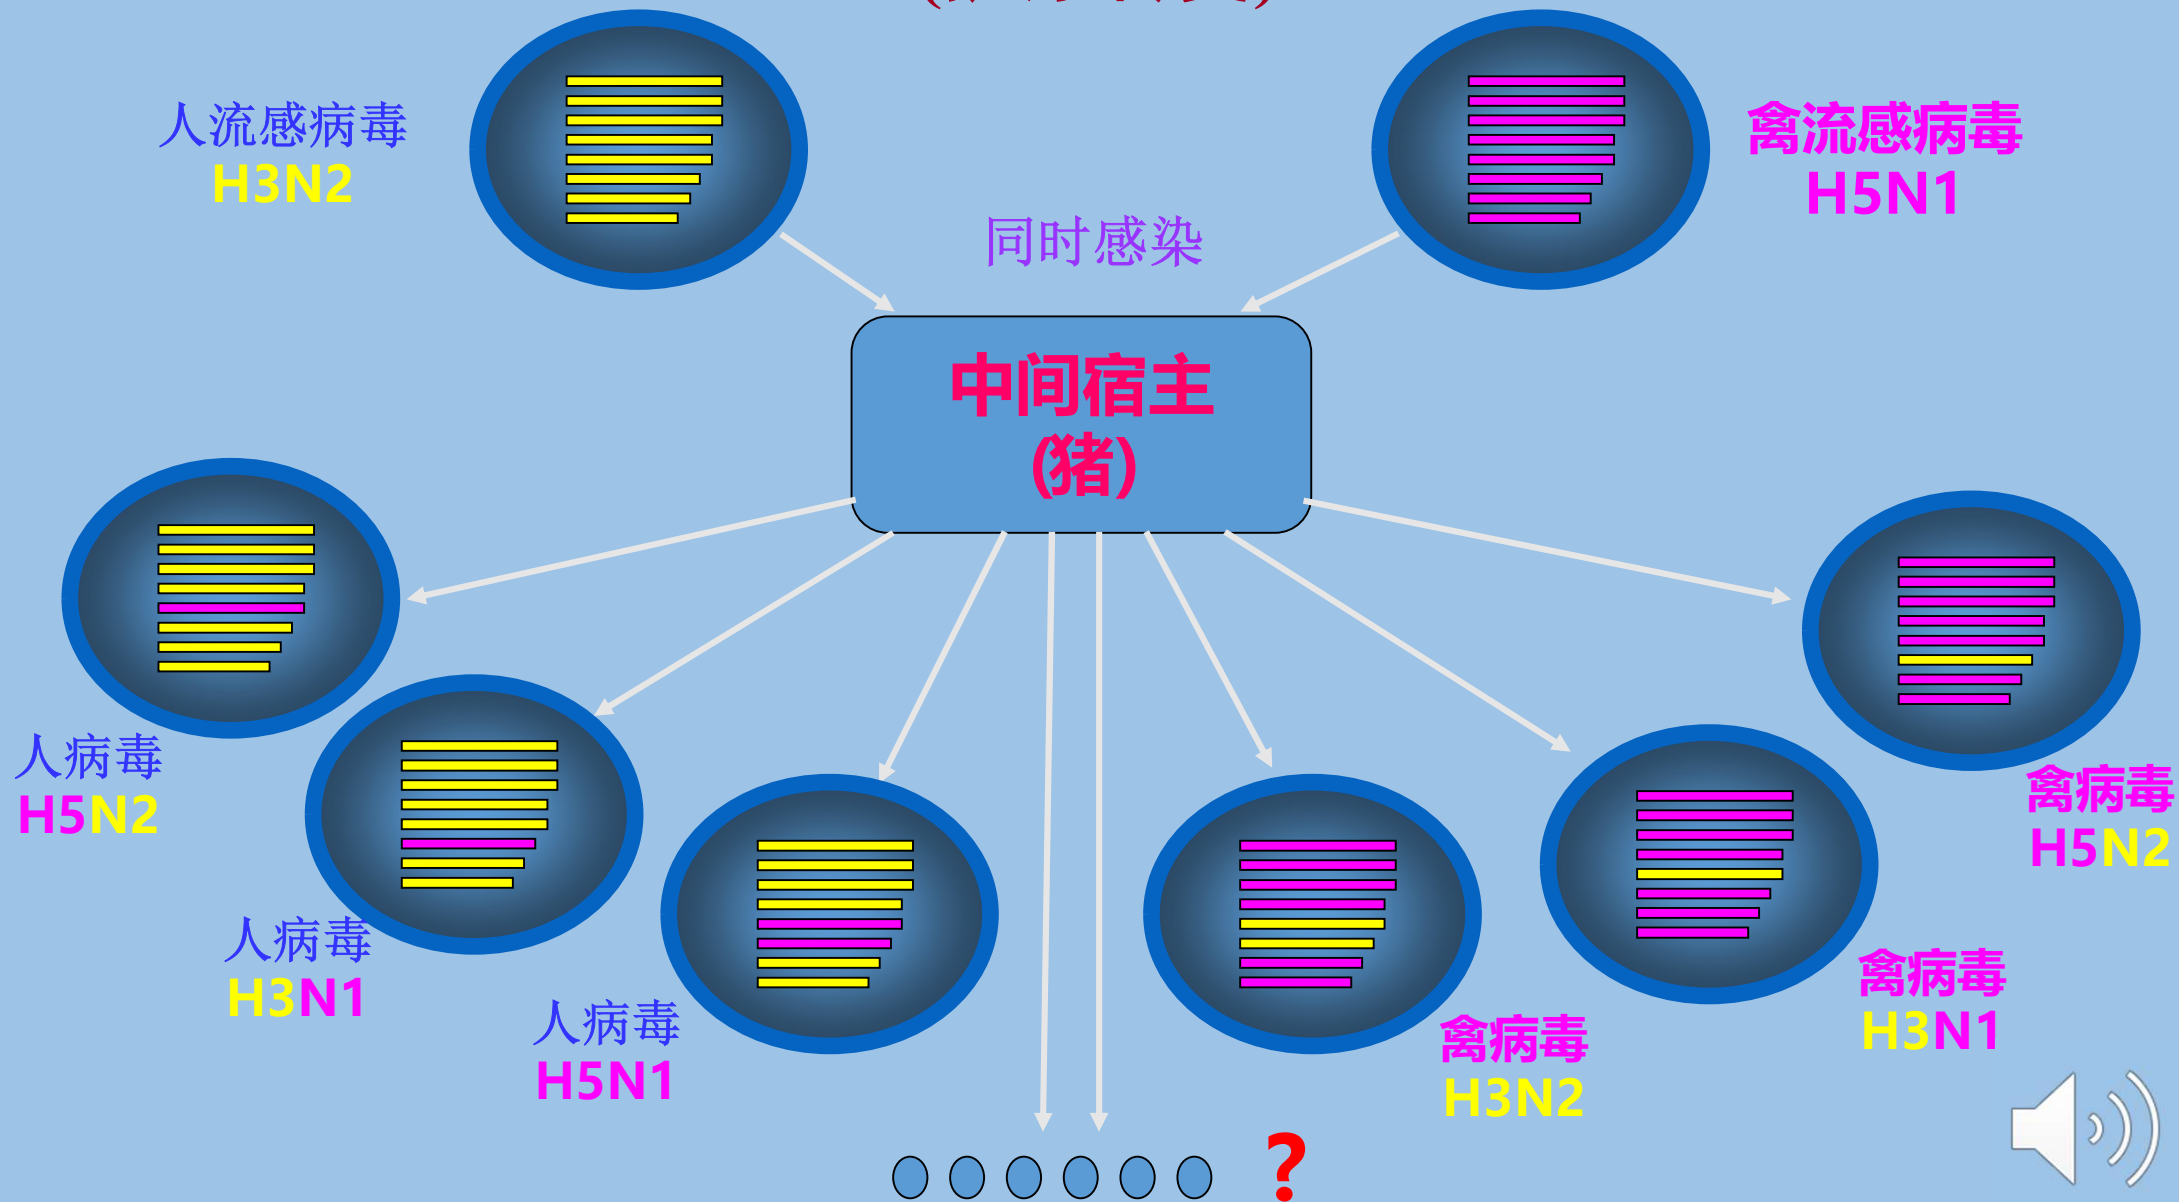 人流感病毒
H3N2
禽流感病毒
H5N1
同时感染
中间宿主
(猪)
人病毒
H5N2
人病毒
H3N1
人病毒
H5N1
禽病毒
H3N2
禽病毒
H3N1
禽病毒
H5N2
?